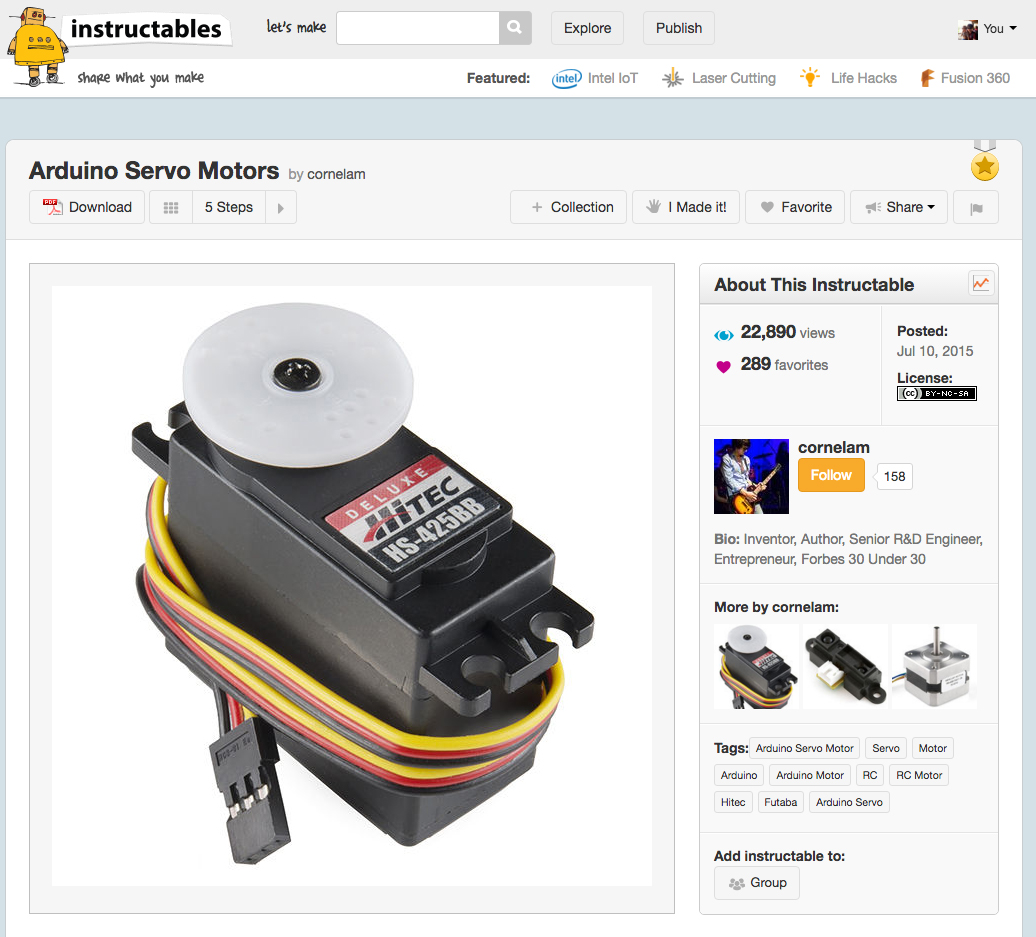 instructables
let's make
Explore
Publish
You
share what you make
Featured:
intel
Intel IoT
Laser Cutting
Life Hacks
Fusion 360
Arduino Servo Motors by cornelam
PDF
Download
5 Steps
+ Collection
I Made it!
Favorite
Share
DELUXE
HiTEC
HS-425BB
About This Instructable
22,890 views
289 favorites
Posted:
Jul 10, 2015
License:
cc BY-NC-SA
cornelam
Follow
158
Bio: Inventor, Author, Senior R&D Engineer,
Entrepreneur, Forbes 30 Under 30
More by cornelam:
Tags: Arduino Servo Motor Servo Motor
Arduino Arduino Motor RC RC Motor
Hitec Futaba Arduino Servo
Add instructable to:
Group